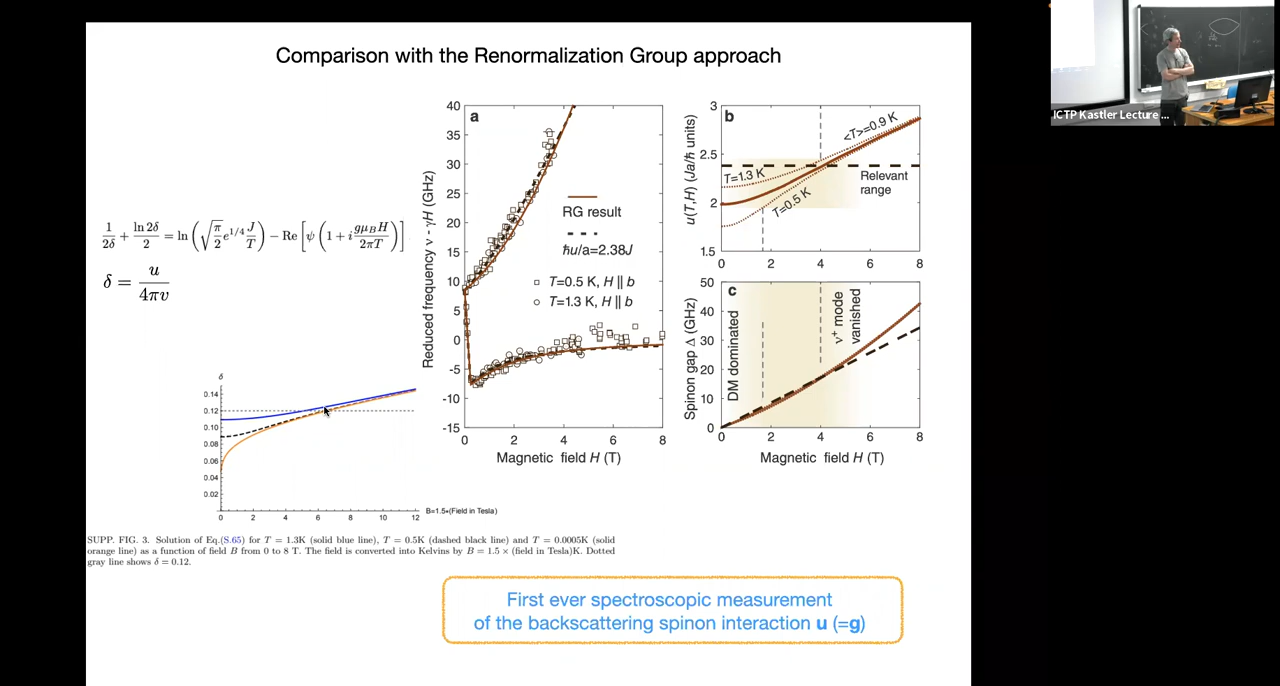 Comparison with the Renormalization Group approach
ICTP Kastler Lecture ...
1/2δ + ln 2δ/2 = ln (√π/2 e^{1/4} J/T) − Re [ψ (1 + i gμ_B H/2πT)]
δ = u/4πv
δ
0.14
0.12
0.10
0.08
0.06
0.04
0.02
0 2 4 6 8 10 12
B=1.5*(Field in Tesla)
SUPP. FIG. 3. Solution of Eq.(S.65) for T = 1.3K (solid blue line), T = 0.5K (dashed black line) and T = 0.0005K (solid
orange line) as a function of field B from 0 to 8 T. The field is converted into Kelvins by B = 1.5 × (field in Tesla)K. Dotted
gray line shows δ = 0.12.
a
Reduced frequency ν - γH (GHz)
40
35
30
25
20
15
10
5
0
-5
-10
-15
0 2 4 6 8
Magnetic field H (T)
RG result
ℏu/a=2.38J
T=0.5 K, H || b
T=1.3 K, H || b
b
u(T,H) (Ja/ℏ units)
3
2.5
2
1.5
0 2 4 6 8
<T>=0.9 K
T=1.3 K
T=0.5 K
Relevant
range
c
Spinon gap Δ (GHz)
50
40
30
20
10
0
0 2 4 6 8
Magnetic field H (T)
DM dominated
ν⁺ mode
vanished
First ever spectroscopic measurement
of the backscattering spinon interaction u (=g)